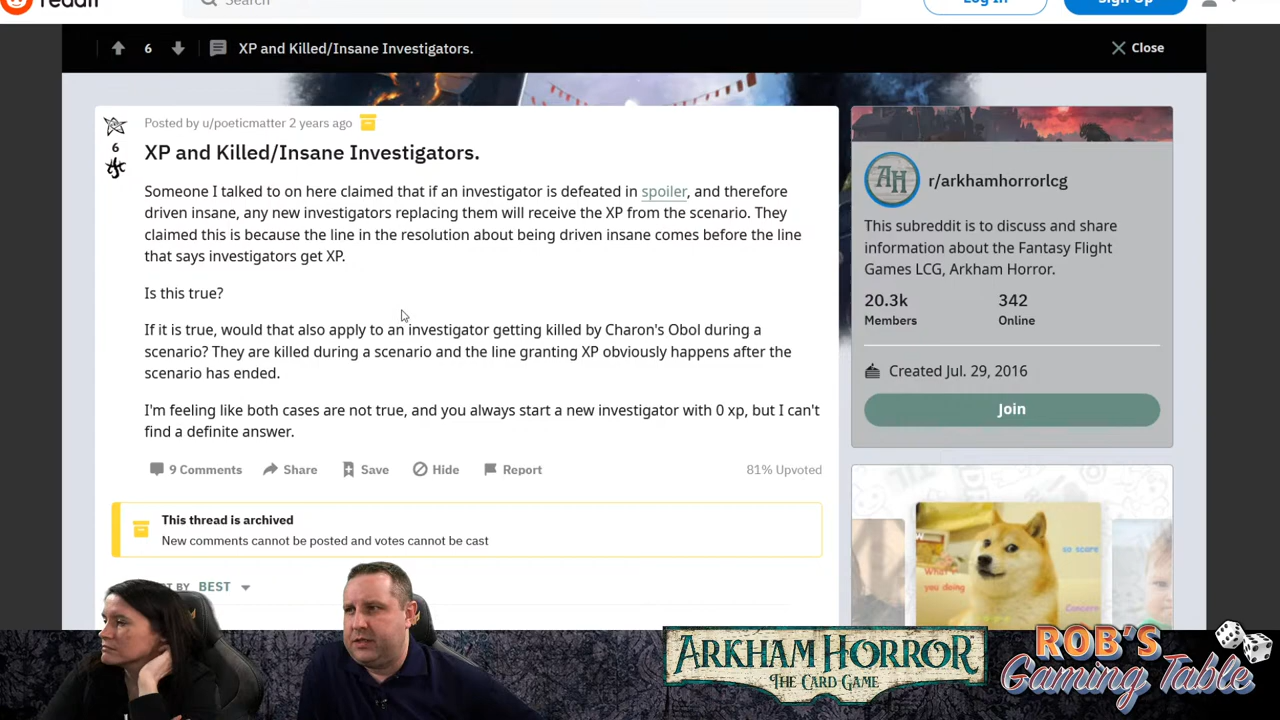 reddit
Search
Log In
Sign Up
6
XP and Killed/Insane Investigators.
Close
Posted by u/poeticmatter 2 years ago
6
XP and Killed/Insane Investigators.
Someone I talked to on here claimed that if an investigator is defeated in spoiler, and therefore
driven insane, any new investigators replacing them will receive the XP from the scenario. They
claimed this is because the line in the resolution about being driven insane comes before the line
that says investigators get XP.
Is this true?
If it is true, would that also apply to an investigator getting killed by Charon's Obol during a
scenario? They are killed during a scenario and the line granting XP obviously happens after the
scenario has ended.
I'm feeling like both cases are not true, and you always start a new investigator with 0 xp, but I can't
find a definite answer.
9 Comments
Share
Save
Hide
Report
81% Upvoted
This thread is archived
New comments cannot be posted and votes cannot be cast
BY BEST
AH
r/arkhamhorrorlcg
This subreddit is to discuss and share
information about the Fantasy Flight
Games LCG, Arkham Horror.
20.3k
342
Members
Online
Created Jul. 29, 2016
Join
so scare
you doing
Concern
ARKHAM HORROR
THE CARD GAME
ROB'S
Gaming Table